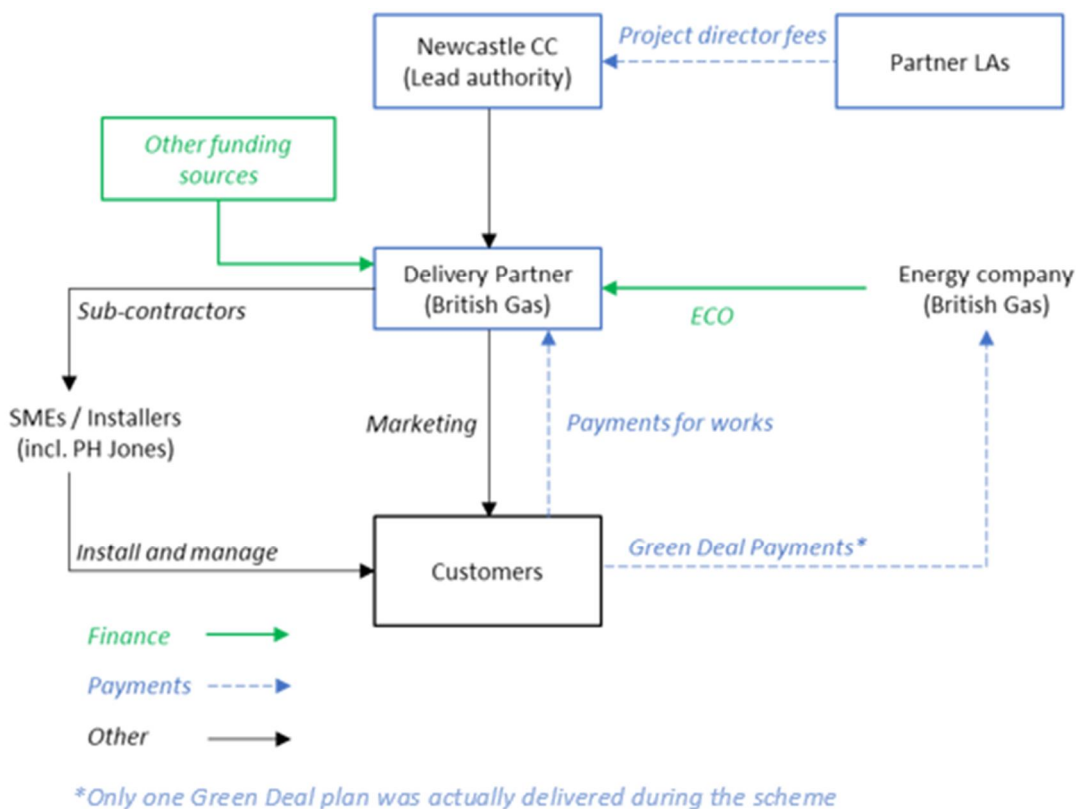 Newcastle CC
(Lead authority)
Project director fees
Partner LAs
Other funding
sources
Delivery Partner
(British Gas)
Energy company
(British Gas)
ECO
Sub-contractors
SMEs / Installers
(incl. PH Jones)
Marketing
Payments for works
Install and manage
Customers
Green Deal Payments*
Finance
Payments
Other
*Only one Green Deal plan was actually delivered during the scheme